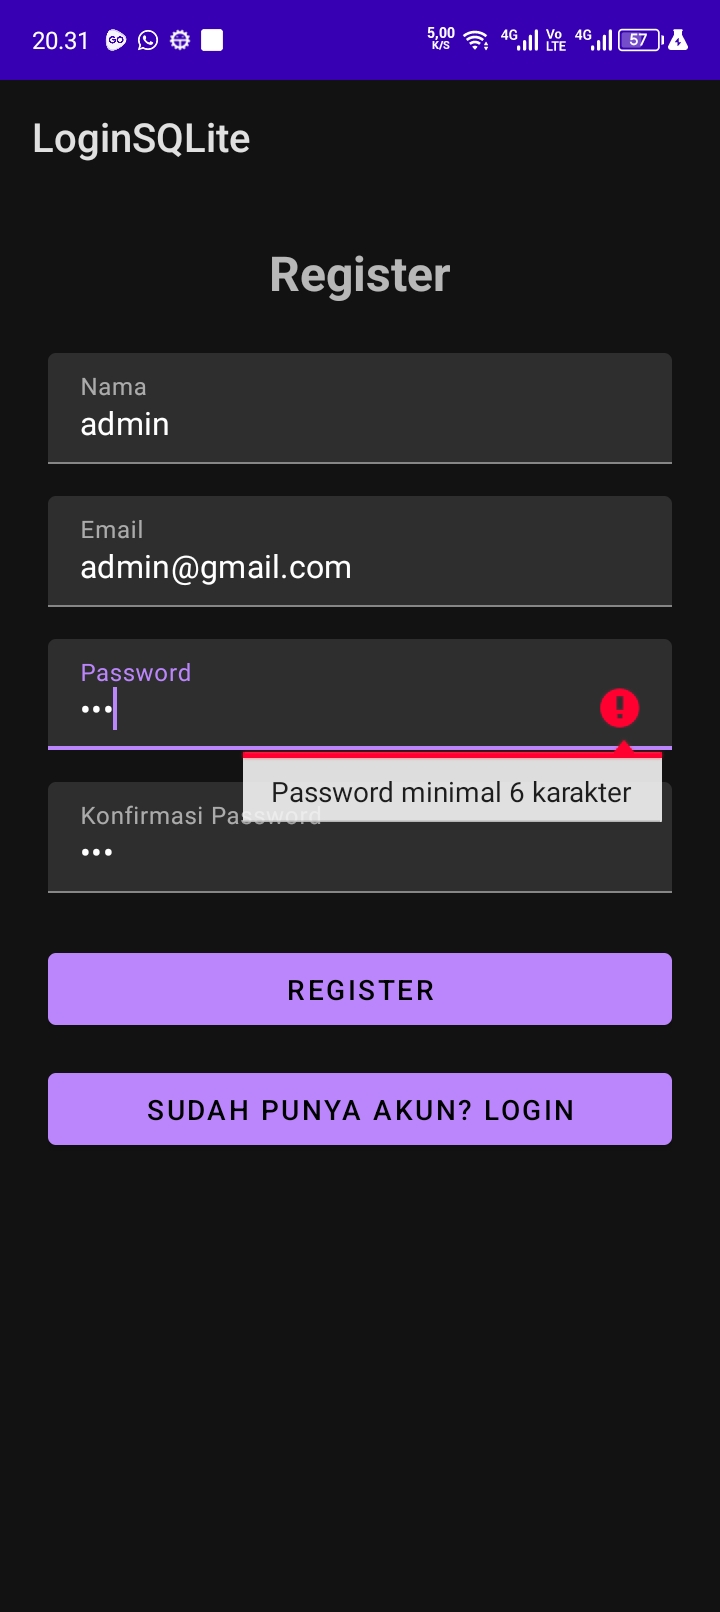 20.31 GO 5,00 K/S 4G Vo LTE 4G 57
LoginSQLite
Register
Nama
admin
Email
admin@gmail.com
Password
•••
Password minimal 6 karakter
Konfirmasi Password
•••
REGISTER
SUDAH PUNYA AKUN? LOGIN